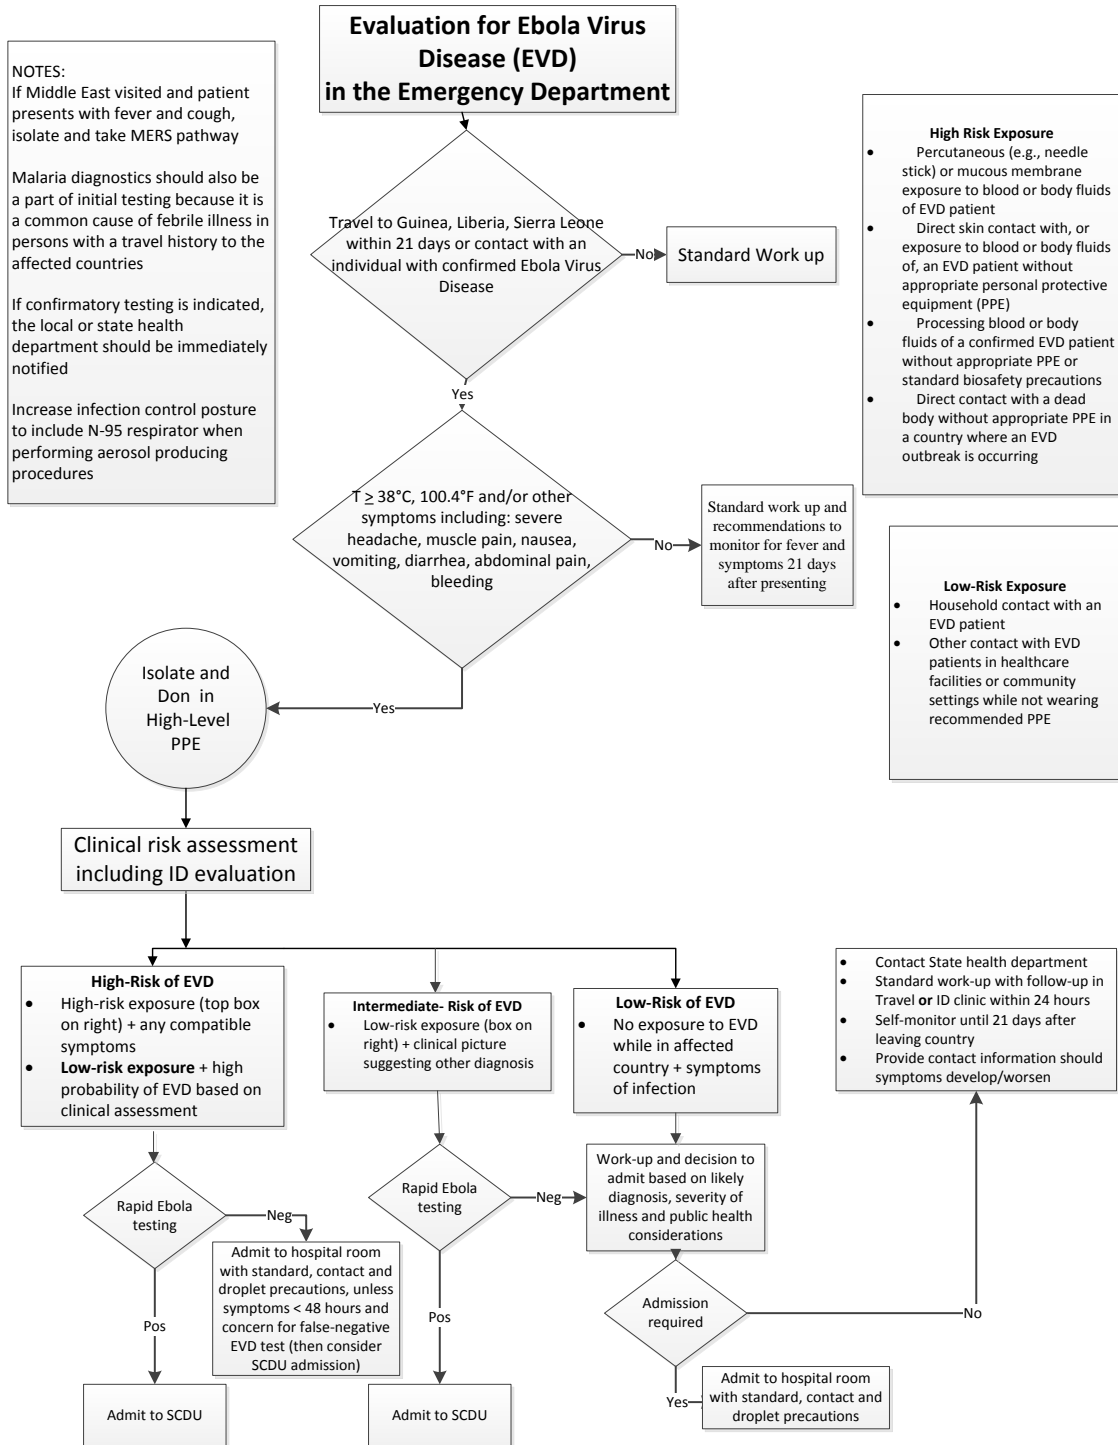 Evaluation for Ebola Virus
Disease (EVD)
in the Emergency Department
NOTES:
If Middle East visited and patient
presents with fever and cough,
isolate and take MERS pathway
Malaria diagnostics should also be
a part of initial testing because it is
a common cause of febrile illness in
persons with a travel history to the
affected countries
If confirmatory testing is indicated,
the local or state health
department should be immediately
notified
Increase infection control posture
to include N-95 respirator when
performing aerosol producing
procedures
Travel to Guinea, Liberia, Sierra Leone
within 21 days or contact with an
individual with confirmed Ebola Virus
Disease
No
Standard Work up
High Risk Exposure
• Percutaneous (e.g., needle
stick) or mucous membrane
exposure to blood or body fluids
of EVD patient
• Direct skin contact with, or
exposure to blood or body fluids
of, an EVD patient without
appropriate personal protective
equipment (PPE)
• Processing blood or body
fluids of a confirmed EVD patient
without appropriate PPE or
standard biosafety precautions
• Direct contact with a dead
body without appropriate PPE in
a country where an EVD
outbreak is occurring
Yes
T ≥ 38°C, 100.4°F and/or other
symptoms including: severe
headache, muscle pain, nausea,
vomiting, diarrhea, abdominal pain,
bleeding
No
Standard work up and
recommendations to
monitor for fever and
symptoms 21 days
after presenting
Low-Risk Exposure
• Household contact with an
EVD patient
• Other contact with EVD
patients in healthcare
facilities or community
settings while not wearing
recommended PPE
Yes
Isolate and
Don in
High-Level
PPE
Clinical risk assessment
including ID evaluation
High-Risk of EVD
• High-risk exposure (top box
on right) + any compatible
symptoms
• Low-risk exposure + high
probability of EVD based on
clinical assessment
Intermediate- Risk of EVD
• Low-risk exposure (box on
right) + clinical picture
suggesting other diagnosis
Low-Risk of EVD
• No exposure to EVD
while in affected
country + symptoms
of infection
• Contact State health department
• Standard work-up with follow-up in
Travel or ID clinic within 24 hours
• Self-monitor until 21 days after
leaving country
• Provide contact information should
symptoms develop/worsen
Rapid Ebola
testing
Neg
Admit to hospital room
with standard, contact and
droplet precautions, unless
symptoms < 48 hours and
concern for false-negative
EVD test (then consider
SCDU admission)
Pos
Admit to SCDU
Rapid Ebola
testing
Neg
Pos
Admit to SCDU
Work-up and decision to
admit based on likely
diagnosis, severity of
illness and public health
considerations
Admission
required
No
Yes
Admit to hospital room
with standard, contact and
droplet precautions